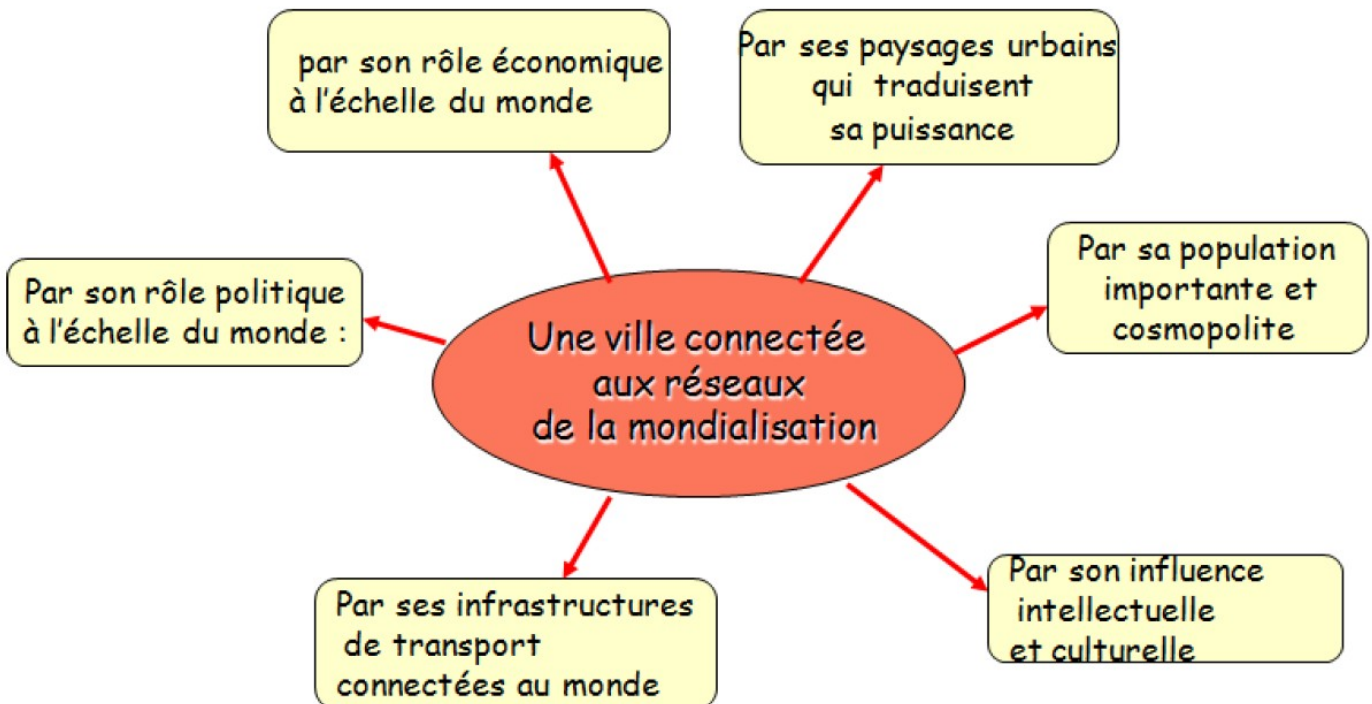 par son rôle économique
à l'échelle du monde
Par ses paysages urbains
qui traduisent
sa puissance
Par son rôle politique
à l'échelle du monde :
Par sa population
importante et
cosmopolite
Une ville connectée
aux réseaux
de la mondialisation
Par ses infrastructures
de transport
connectées au monde
Par son influence
intellectuelle
et culturelle